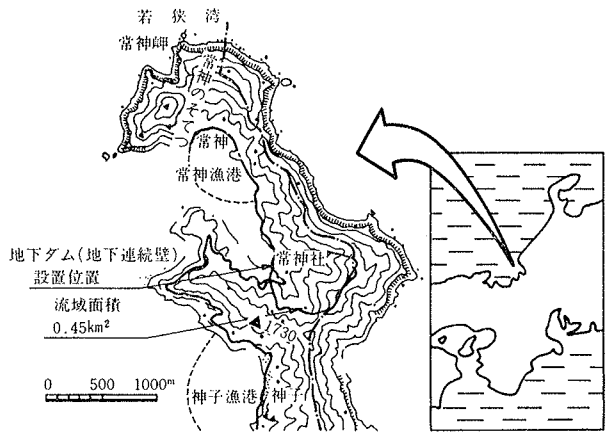 若狭湾
常神岬
常神のそてつ
常神
常神漁港
地下ダム(地下連続壁)
設置位置
常神社
流域面積
0.45km²
1730
0 500 1000m
神子漁港
神子